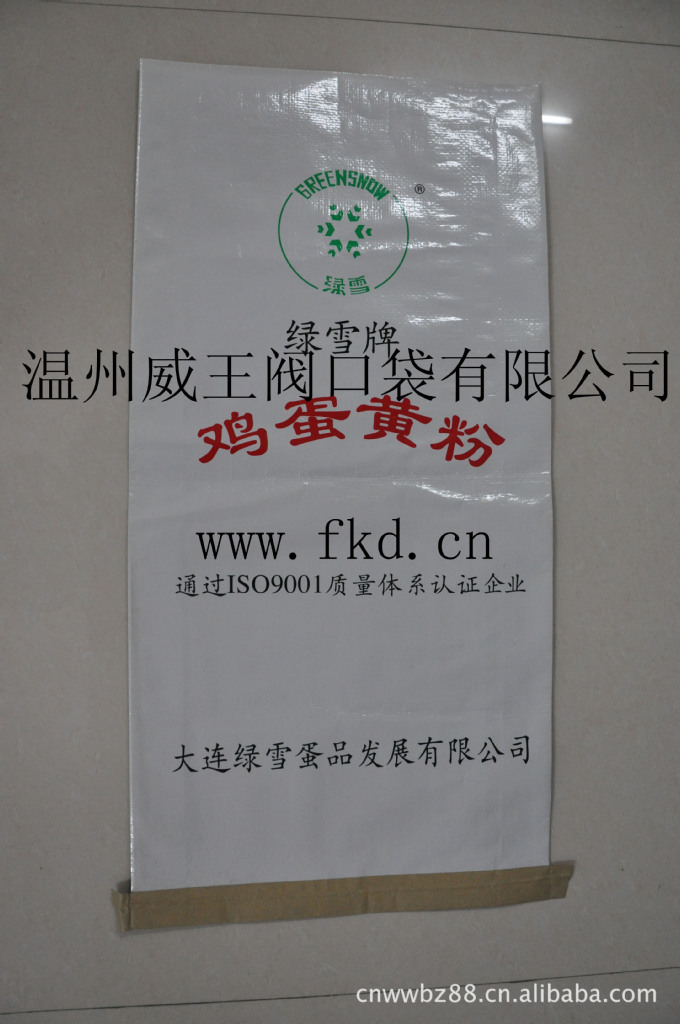 GREENSNOW
®
绿雪
绿雪牌
温州威王阀口袋有限公司
鸡蛋黄粉
www.fkd.cn
通过ISO9001质量体系认证企业
大连绿雪蛋品发展有限公司
cnwwbz88.cn.alibaba.com